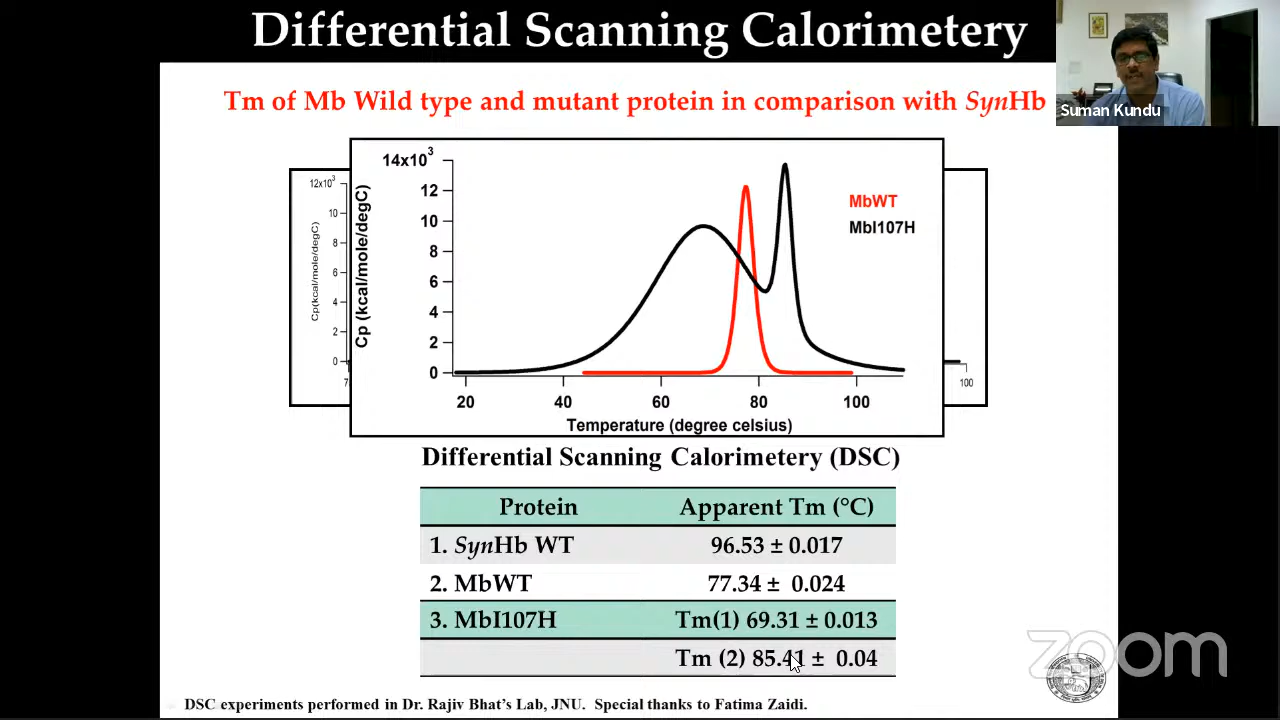 Differential Scanning Calorimetery
Tm of Mb Wild type and mutant protein in comparison with SynHb
Suman Kundu
14x10³
12
10
8
6
4
2
0
Cp (kcal/mole/degC)
MbWT
MbI107H
20 40 60 80 100
Temperature (degree celsius)
12x10³
10
8
6
4
2
0
Cp(kcal/mole/degC)
7
100
Differential Scanning Calorimetery (DSC)
Protein Apparent Tm (°C)
1. SynHb WT 96.53 ± 0.017
2. MbWT 77.34 ± 0.024
3. MbI107H Tm(1) 69.31 ± 0.013
Tm (2) 85.41 ± 0.04
zoom
DSC experiments performed in Dr. Rajiv Bhat's Lab, JNU. Special thanks to Fatima Zaidi.